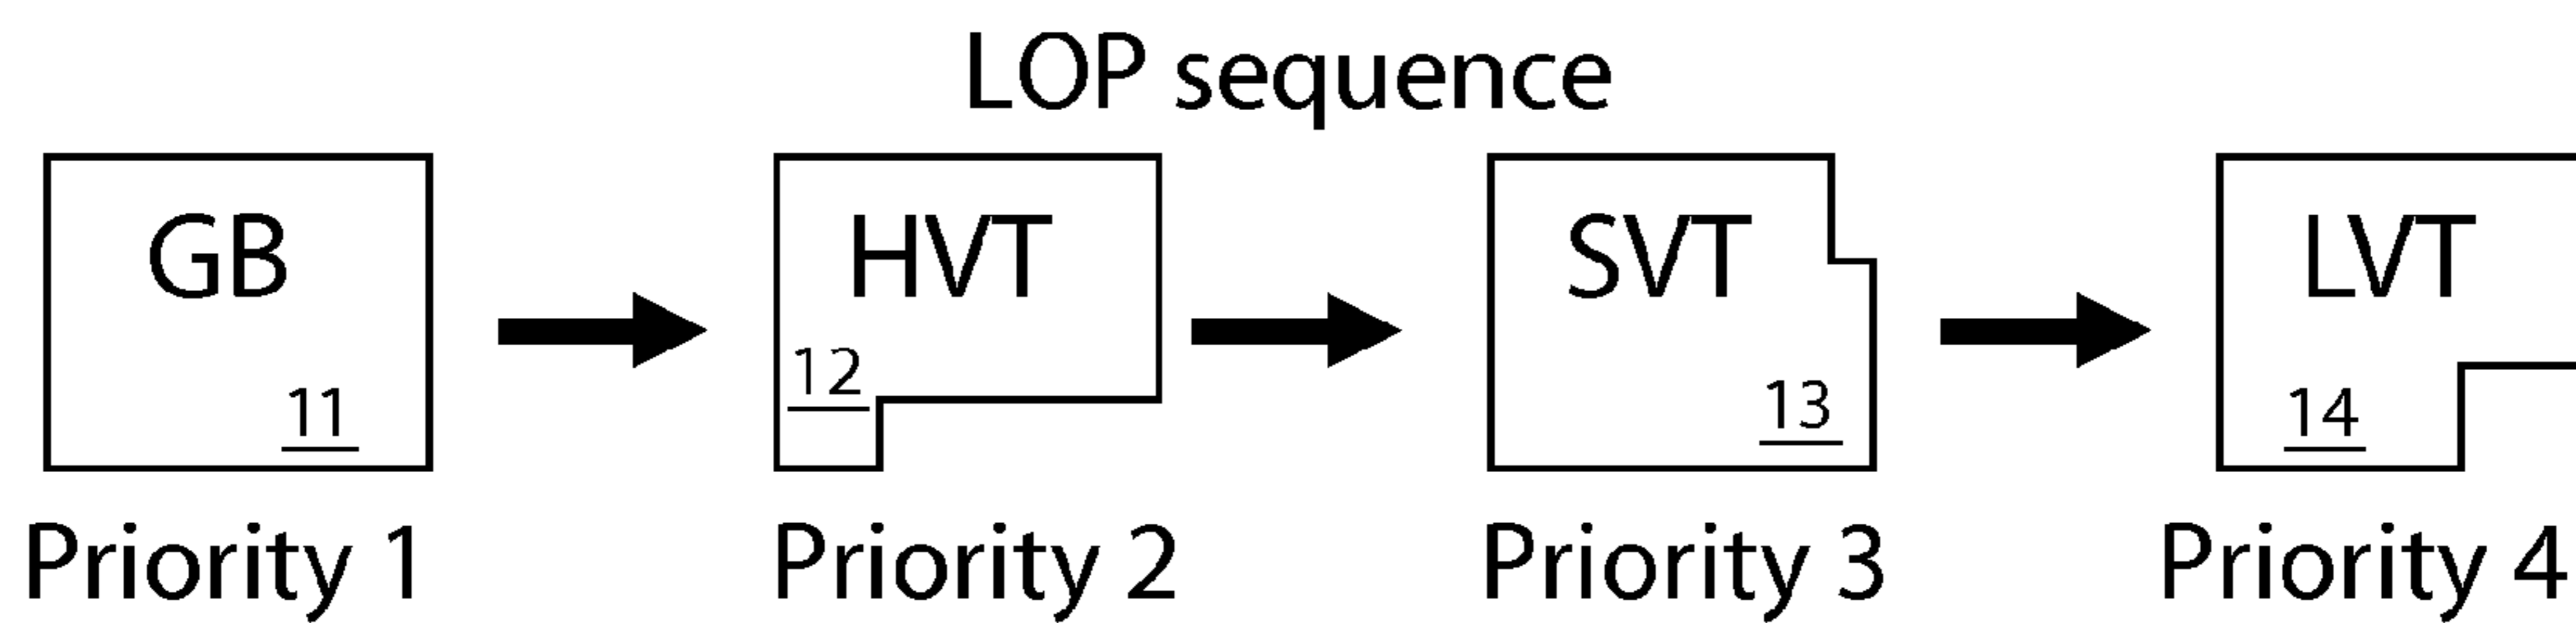 LOP sequence
GB
HVT
SVT
LVT
11
12
13
14
Priority 1
Priority 2
Priority 3
Priority 4